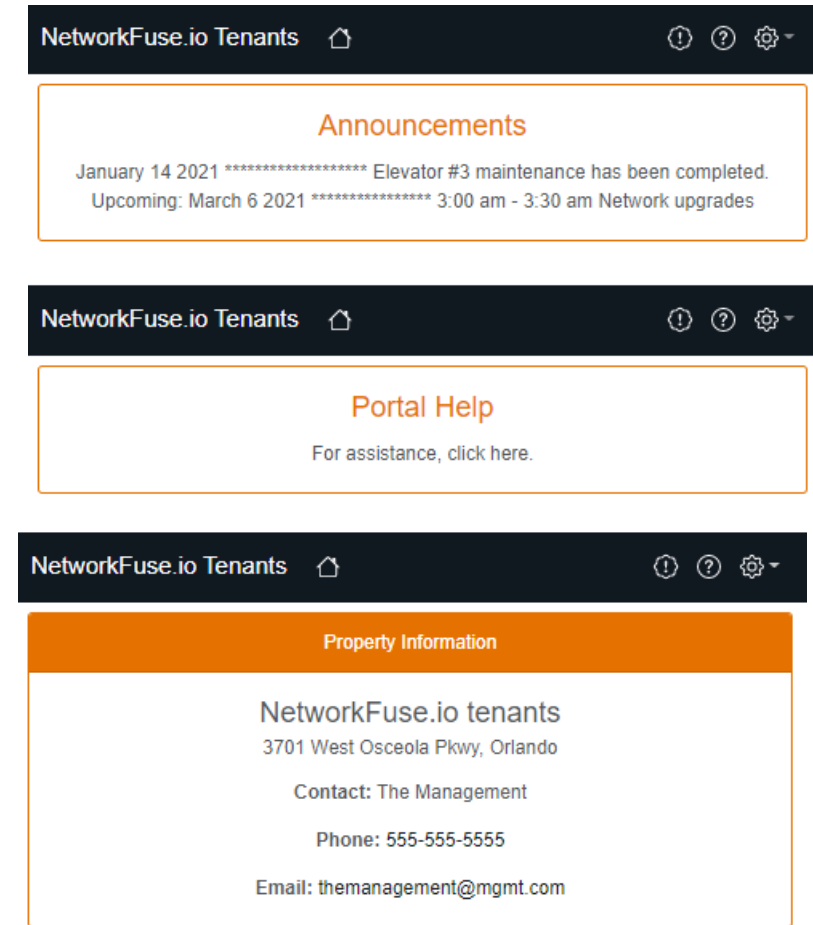 NetworkFuse.io Tenants
Announcements
January 14 2021 ******************* Elevator #3 maintenance has been completed.
Upcoming: March 6 2021 **************** 3:00 am - 3:30 am Network upgrades
NetworkFuse.io Tenants
Portal Help
For assistance, click here.
NetworkFuse.io Tenants
Property Information
NetworkFuse.io tenants
3701 West Osceola Pkwy, Orlando
Contact: The Management
Phone: 555-555-5555
Email: themanagement@mgmt.com